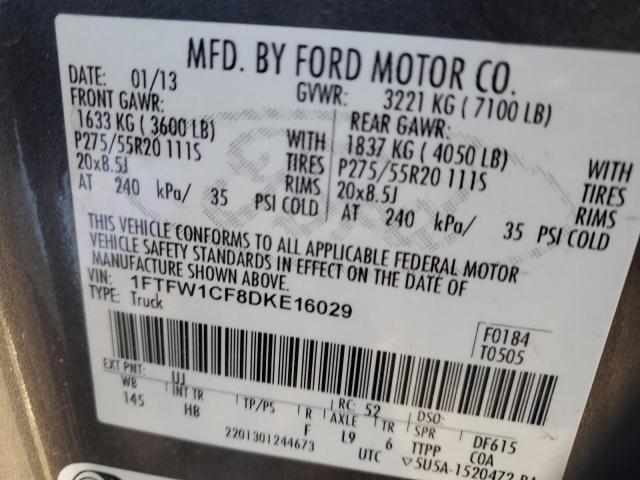 MFD. BY FORD MOTOR CO.
DATE: 01/13 GVWR: 3221 KG ( 7100 LB)
FRONT GAWR: REAR GAWR:
1633 KG ( 3600 LB) WITH 1837 KG ( 4050 LB) WITH
P275/55R20 111S TIRES P275/55R20 111S TIRES
20x8.5J RIMS 20x8.5J RIMS
AT 240 kPa/ 35 PSI COLD AT 240 kPa/ 35 PSI COLD
THIS VEHICLE CONFORMS TO ALL APPLICABLE FEDERAL MOTOR
VEHICLE SAFETY STANDARDS IN EFFECT ON THE DATE OF
MANUFACTURE SHOWN ABOVE.
VIN: 1FTFW1CF8DKE16029
TYPE: Truck
F0184
T0505
EXT PNT: UJ RC: 52 DSO:
WB INT TR TP/PS R AXLE TR SPR DF615
145 HB F L9 6 TTPP C0A
2201301244673 UTC 5U5A-1520472-BA